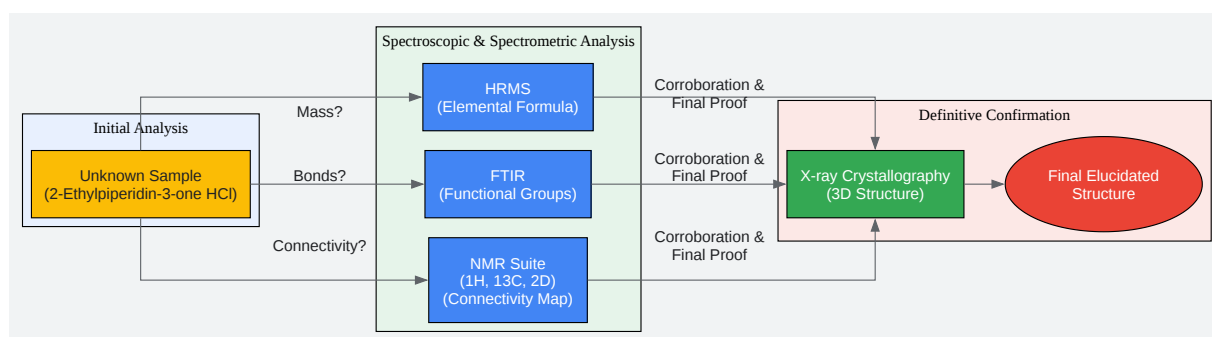 Initial Analysis
Unknown Sample
(2-Ethylpiperidin-3-one HCl)
Mass?
Bonds?
Connectivity?
Spectroscopic & Spectrometric Analysis
HRMS
(Elemental Formula)
FTIR
(Functional Groups)
NMR Suite
(1H, 13C, 2D)
(Connectivity Map)
Corroboration &
Final Proof
Corroboration &
Final Proof
Corroboration &
Final Proof
Definitive Confirmation
X-ray Crystallography
(3D Structure)
Final Elucidated
Structure